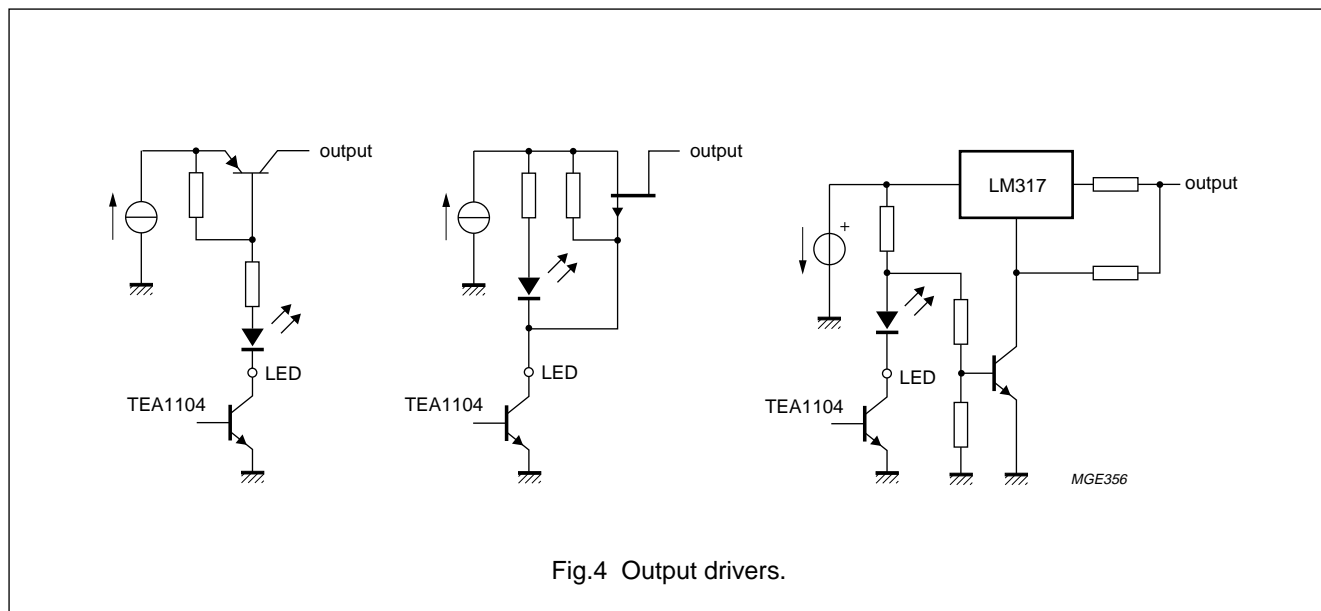 output
LED
TEA1104
output
LED
TEA1104
LM317
output
+
LED
TEA1104
MGE356
Fig.4 Output drivers.